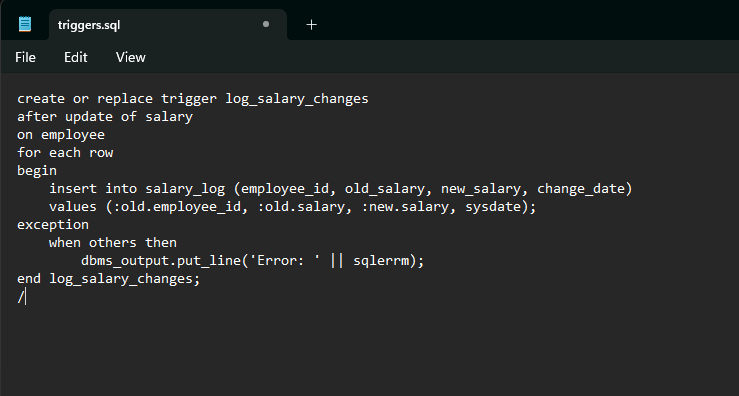 triggers.sql
File Edit View
create or replace trigger log_salary_changes
after update of salary
on employee
for each row
begin
    insert into salary_log (employee_id, old_salary, new_salary, change_date)
    values (:old.employee_id, :old.salary, :new.salary, sysdate);
exception
    when others then
        dbms_output.put_line('Error: ' || sqlerrm);
end log_salary_changes;
/